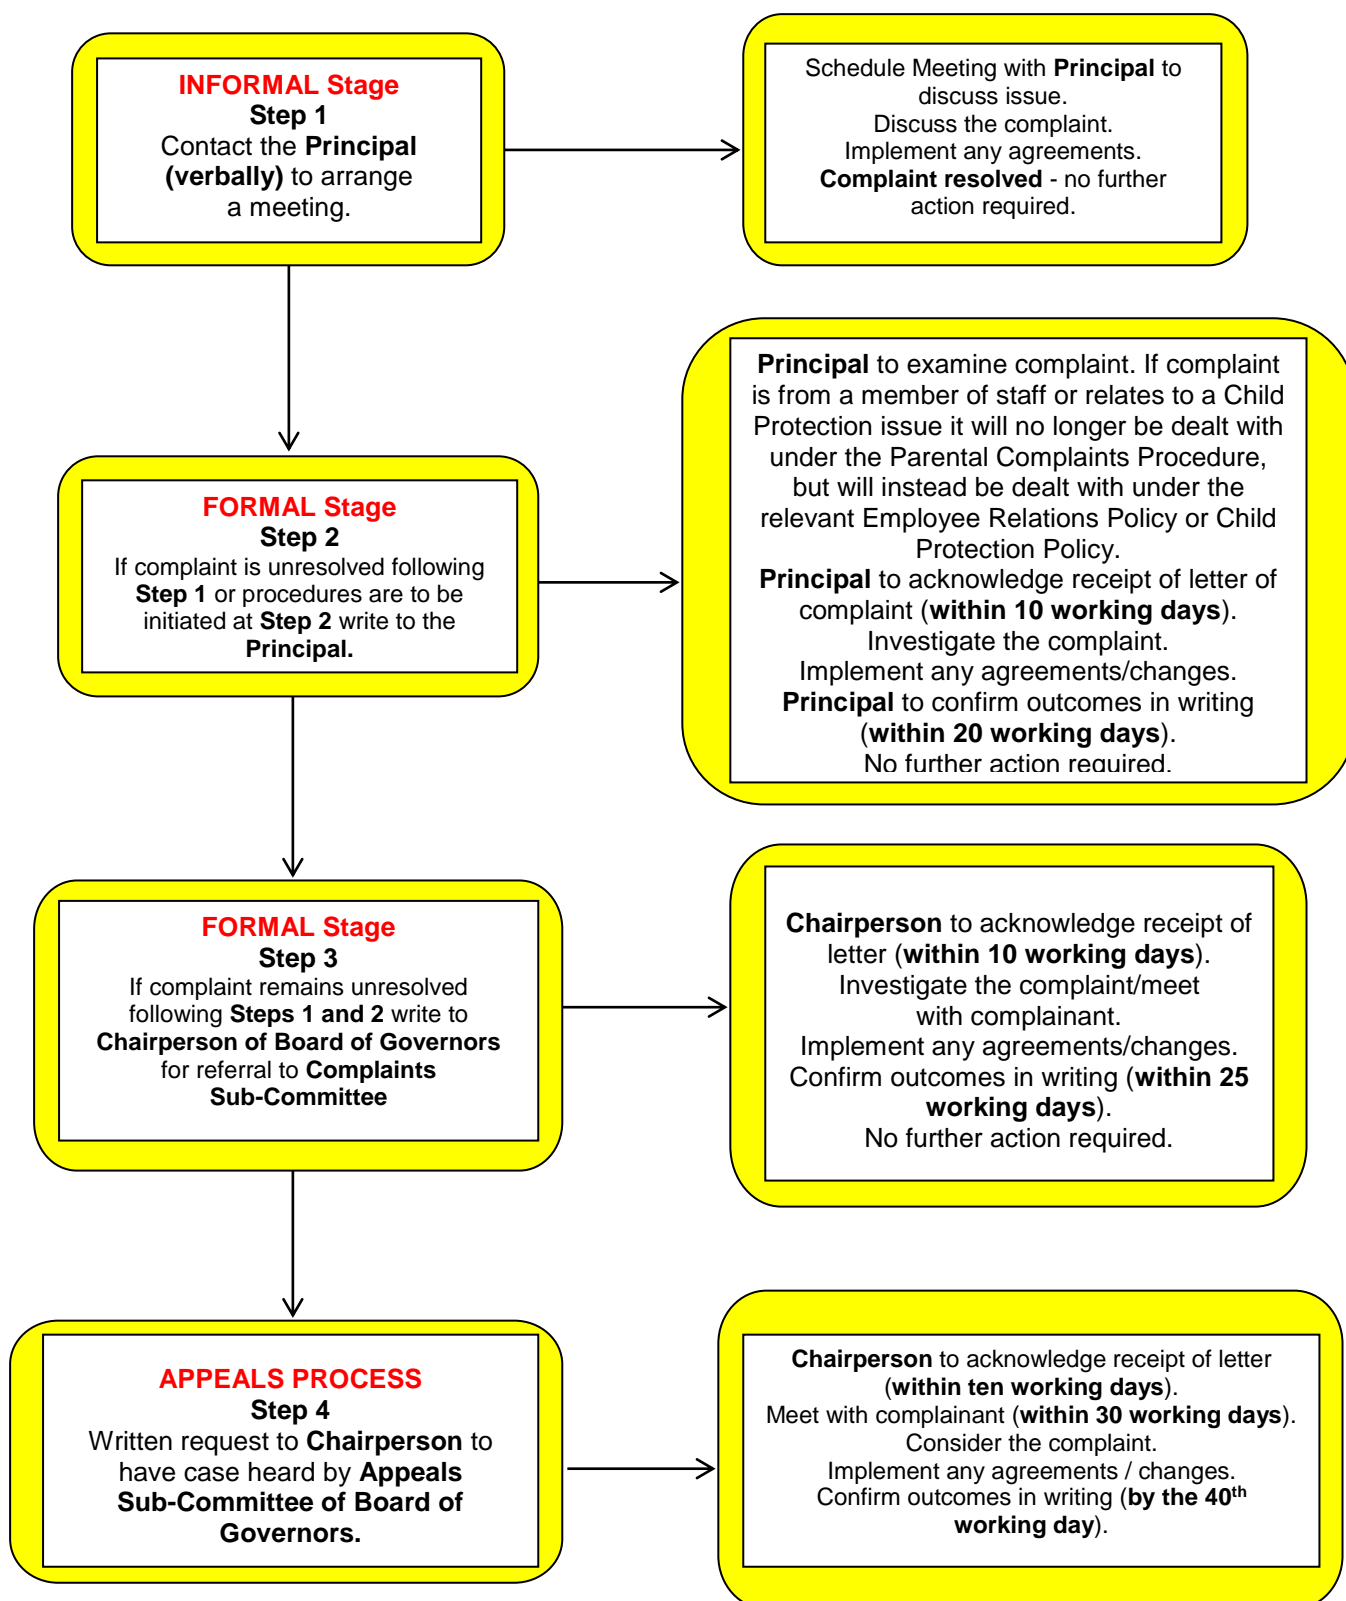 INFORMAL Stage
Step 1
Contact the Principal
(verbally) to arrange
a meeting.
Schedule Meeting with Principal to
discuss issue.
Discuss the complaint.
Implement any agreements.
Complaint resolved - no further
action required.
FORMAL Stage
Step 2
If complaint is unresolved following
Step 1 or procedures are to be
initiated at Step 2 write to the
Principal.
Principal to examine complaint. If complaint
is from a member of staff or relates to a Child
Protection issue it will no longer be dealt with
under the Parental Complaints Procedure,
but will instead be dealt with under the
relevant Employee Relations Policy or Child
Protection Policy.
Principal to acknowledge receipt of letter of
complaint (within 10 working days).
Investigate the complaint.
Implement any agreements/changes.
Principal to confirm outcomes in writing
(within 20 working days).
No further action required.
FORMAL Stage
Step 3
If complaint remains unresolved
following Steps 1 and 2 write to
Chairperson of Board of Governors
for referral to Complaints
Sub-Committee
Chairperson to acknowledge receipt of
letter (within 10 working days).
Investigate the complaint/meet
with complainant.
Implement any agreements/changes.
Confirm outcomes in writing (within 25
working days).
No further action required.
APPEALS PROCESS
Step 4
Written request to Chairperson to
have case heard by Appeals
Sub-Committee of Board of
Governors.
Chairperson to acknowledge receipt of letter
(within ten working days).
Meet with complainant (within 30 working days).
Consider the complaint.
Implement any agreements / changes.
Confirm outcomes in writing (by the 40th
working day).